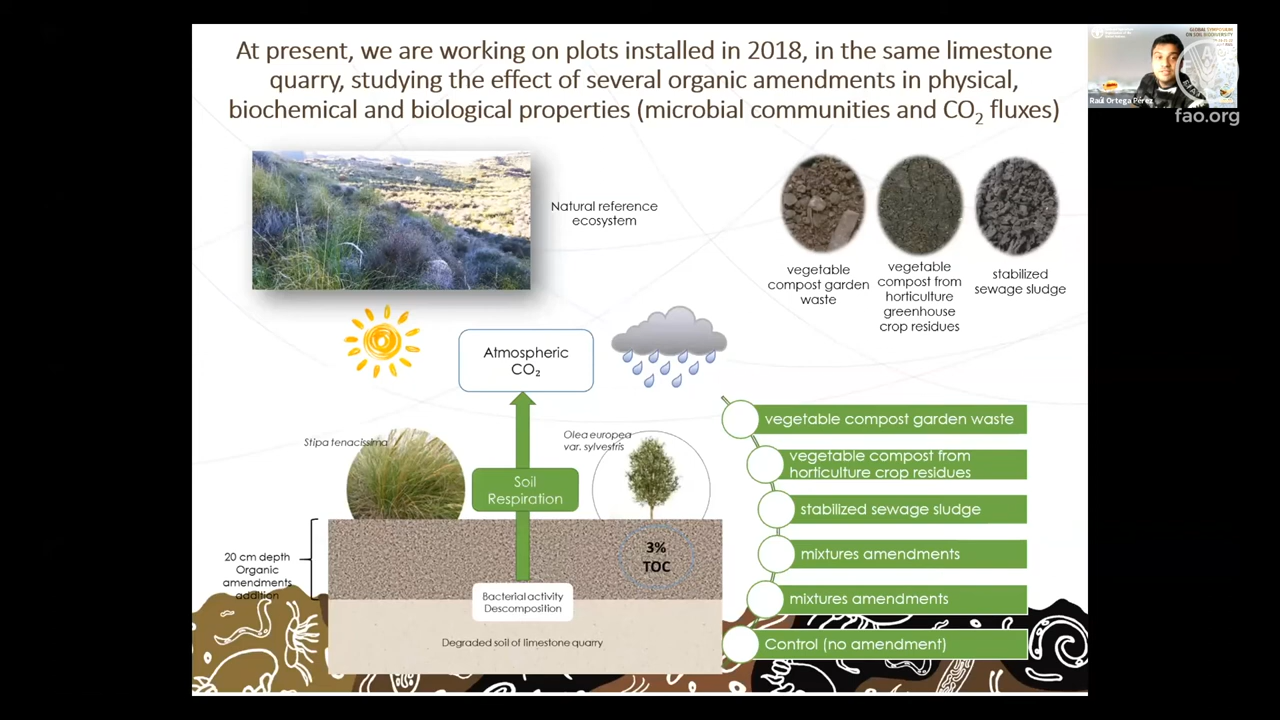 At present, we are working on plots installed in 2018, in the same limestone
quarry, studying the effect of several organic amendments in physical,
biochemical and biological properties (microbial communities and CO₂ fluxes)
GLOBAL SYMPOSIUM
ON SOIL BIODIVERSITY
Raúl Ortega Pérez
fao.org
Natural reference
ecosystem
vegetable
compost garden
waste
vegetable
compost from
horticulture
greenhouse
crop residues
stabilized
sewage sludge
Atmospheric
CO₂
Stipa tenacissima
Olea europea
var. sylvestris
Soil
Respiration
20 cm depth
Organic
amendments
addition
3%
TOC
Bacterial activity
Descomposition
Degraded soil of limestone quarry
vegetable compost garden waste
vegetable compost from
horticulture crop residues
stabilized sewage sludge
mixtures amendments
mixtures amendments
Control (no amendment)